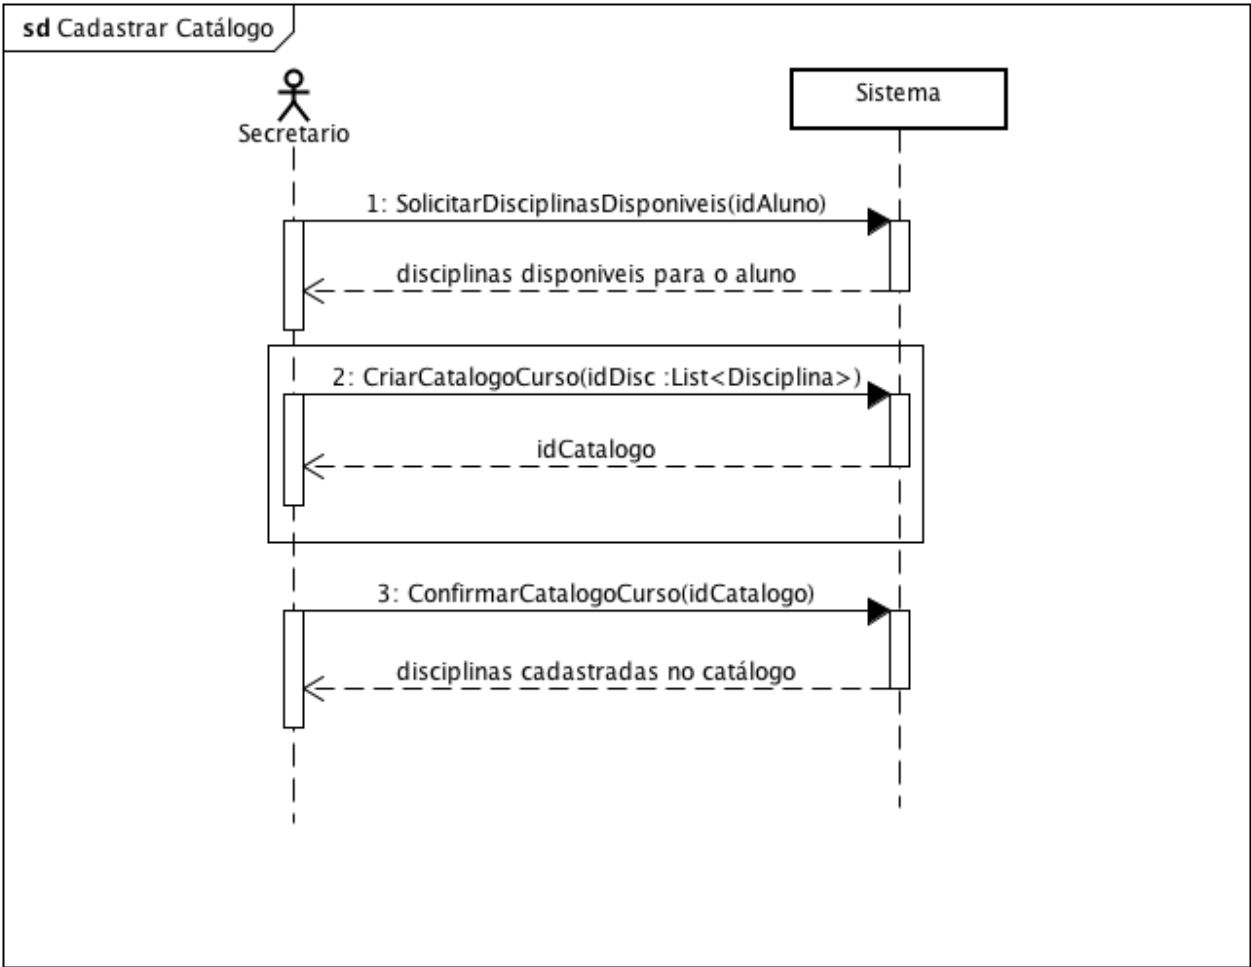 sd Cadastrar Catálogo
Secretario
Sistema
1: SolicitarDisciplinasDisponiveis(idAluno)
disciplinas disponiveis para o aluno
2: CriarCatalogoCurso(idDisc :List<Disciplina>)
idCatalogo
3: ConfirmarCatalogoCurso(idCatalogo)
disciplinas cadastradas no catálogo